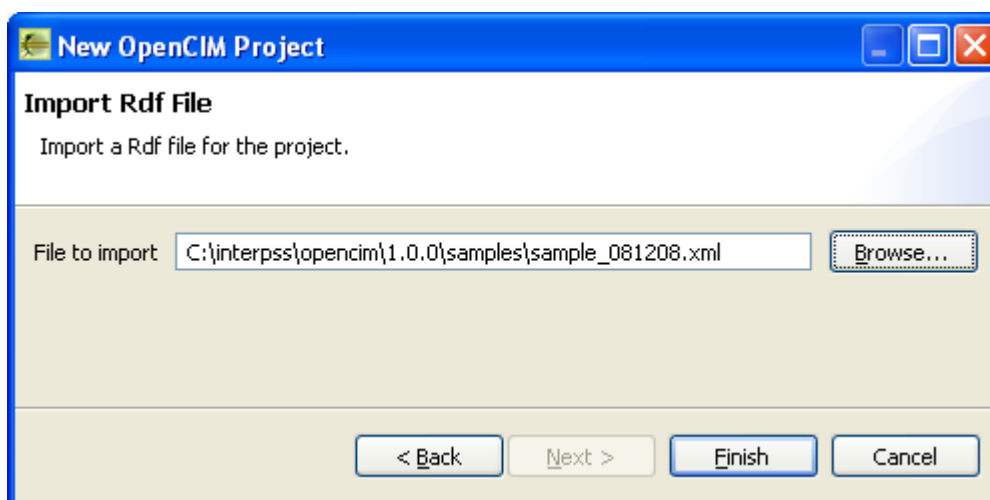 New OpenCIM Project
Import Rdf File
Import a Rdf file for the project.
File to import C:\interpss\opencim\1.0.0\samples\sample_081208.xml Browse...
< Back Next > Finish Cancel